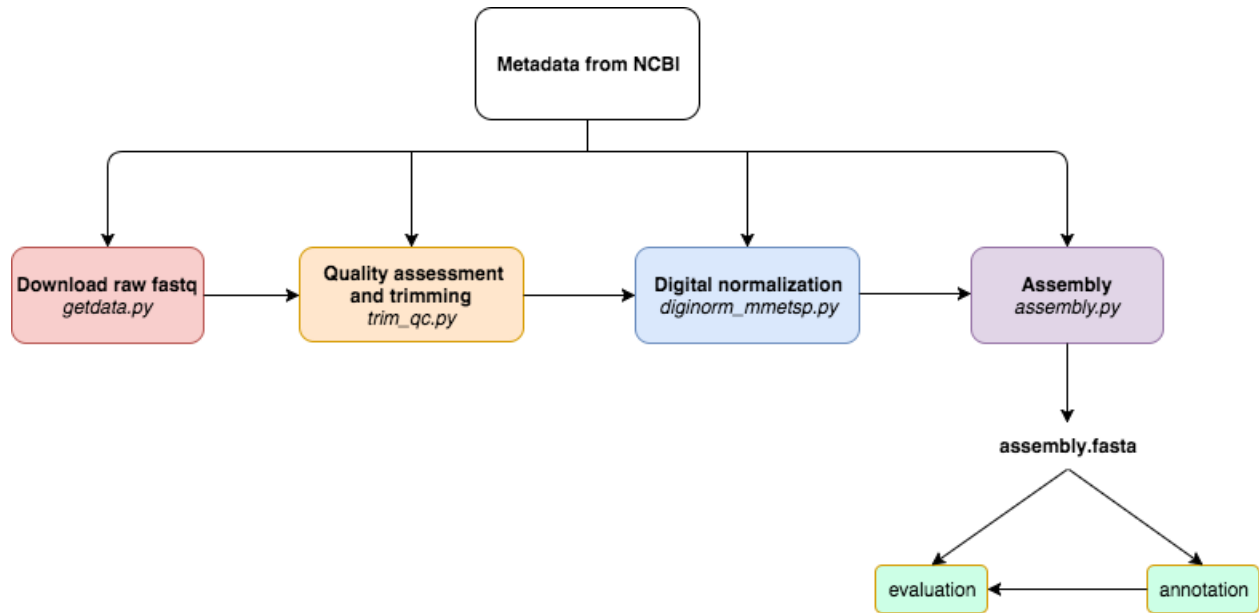 Metadata from NCBI
Download raw fastq
getdata.py
Quality assessment
and trimming
trim_qc.py
Digital normalization
diginorm_mmetsp.py
Assembly
assembly.py
assembly.fasta
evaluation
annotation